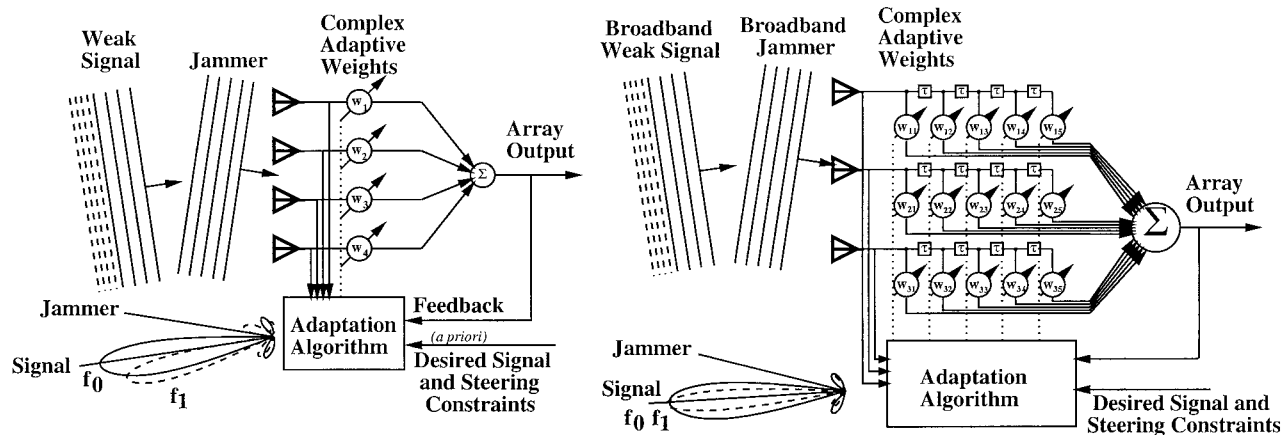 Weak
Signal
Jammer
Complex
Adaptive
Weights
w1
w2
w3
w4
Σ
Array
Output
Feedback
(a priori)
Desired Signal
and Steering
Constraints
Adaptation
Algorithm
Jammer
Signal
f0
f1
Broadband
Weak Signal
Broadband
Jammer
Complex
Adaptive
Weights
τ τ τ τ
w11 w12 w13 w14 w15
τ τ τ τ
w21 w22 w23 w24 w25
τ τ τ τ
w31 w32 w33 w34 w35
Σ
Array
Output
Adaptation
Algorithm
Desired Signal and
Steering Constraints
Jammer
Signal
f0 f1